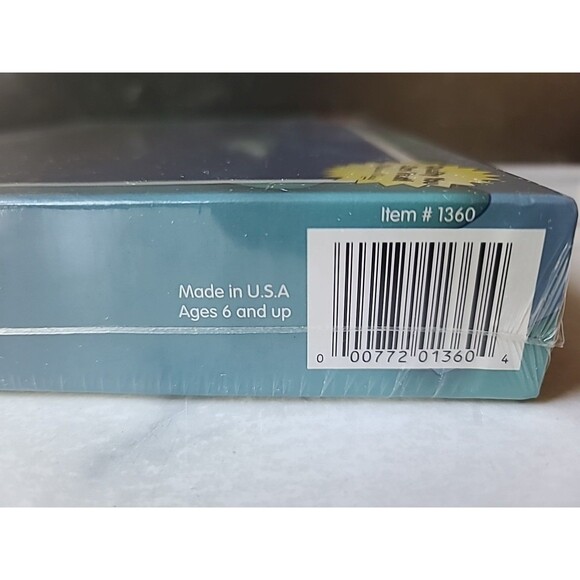 Item # 1360
Made in U.S.A
Ages 6 and up
0 00772 01360 4